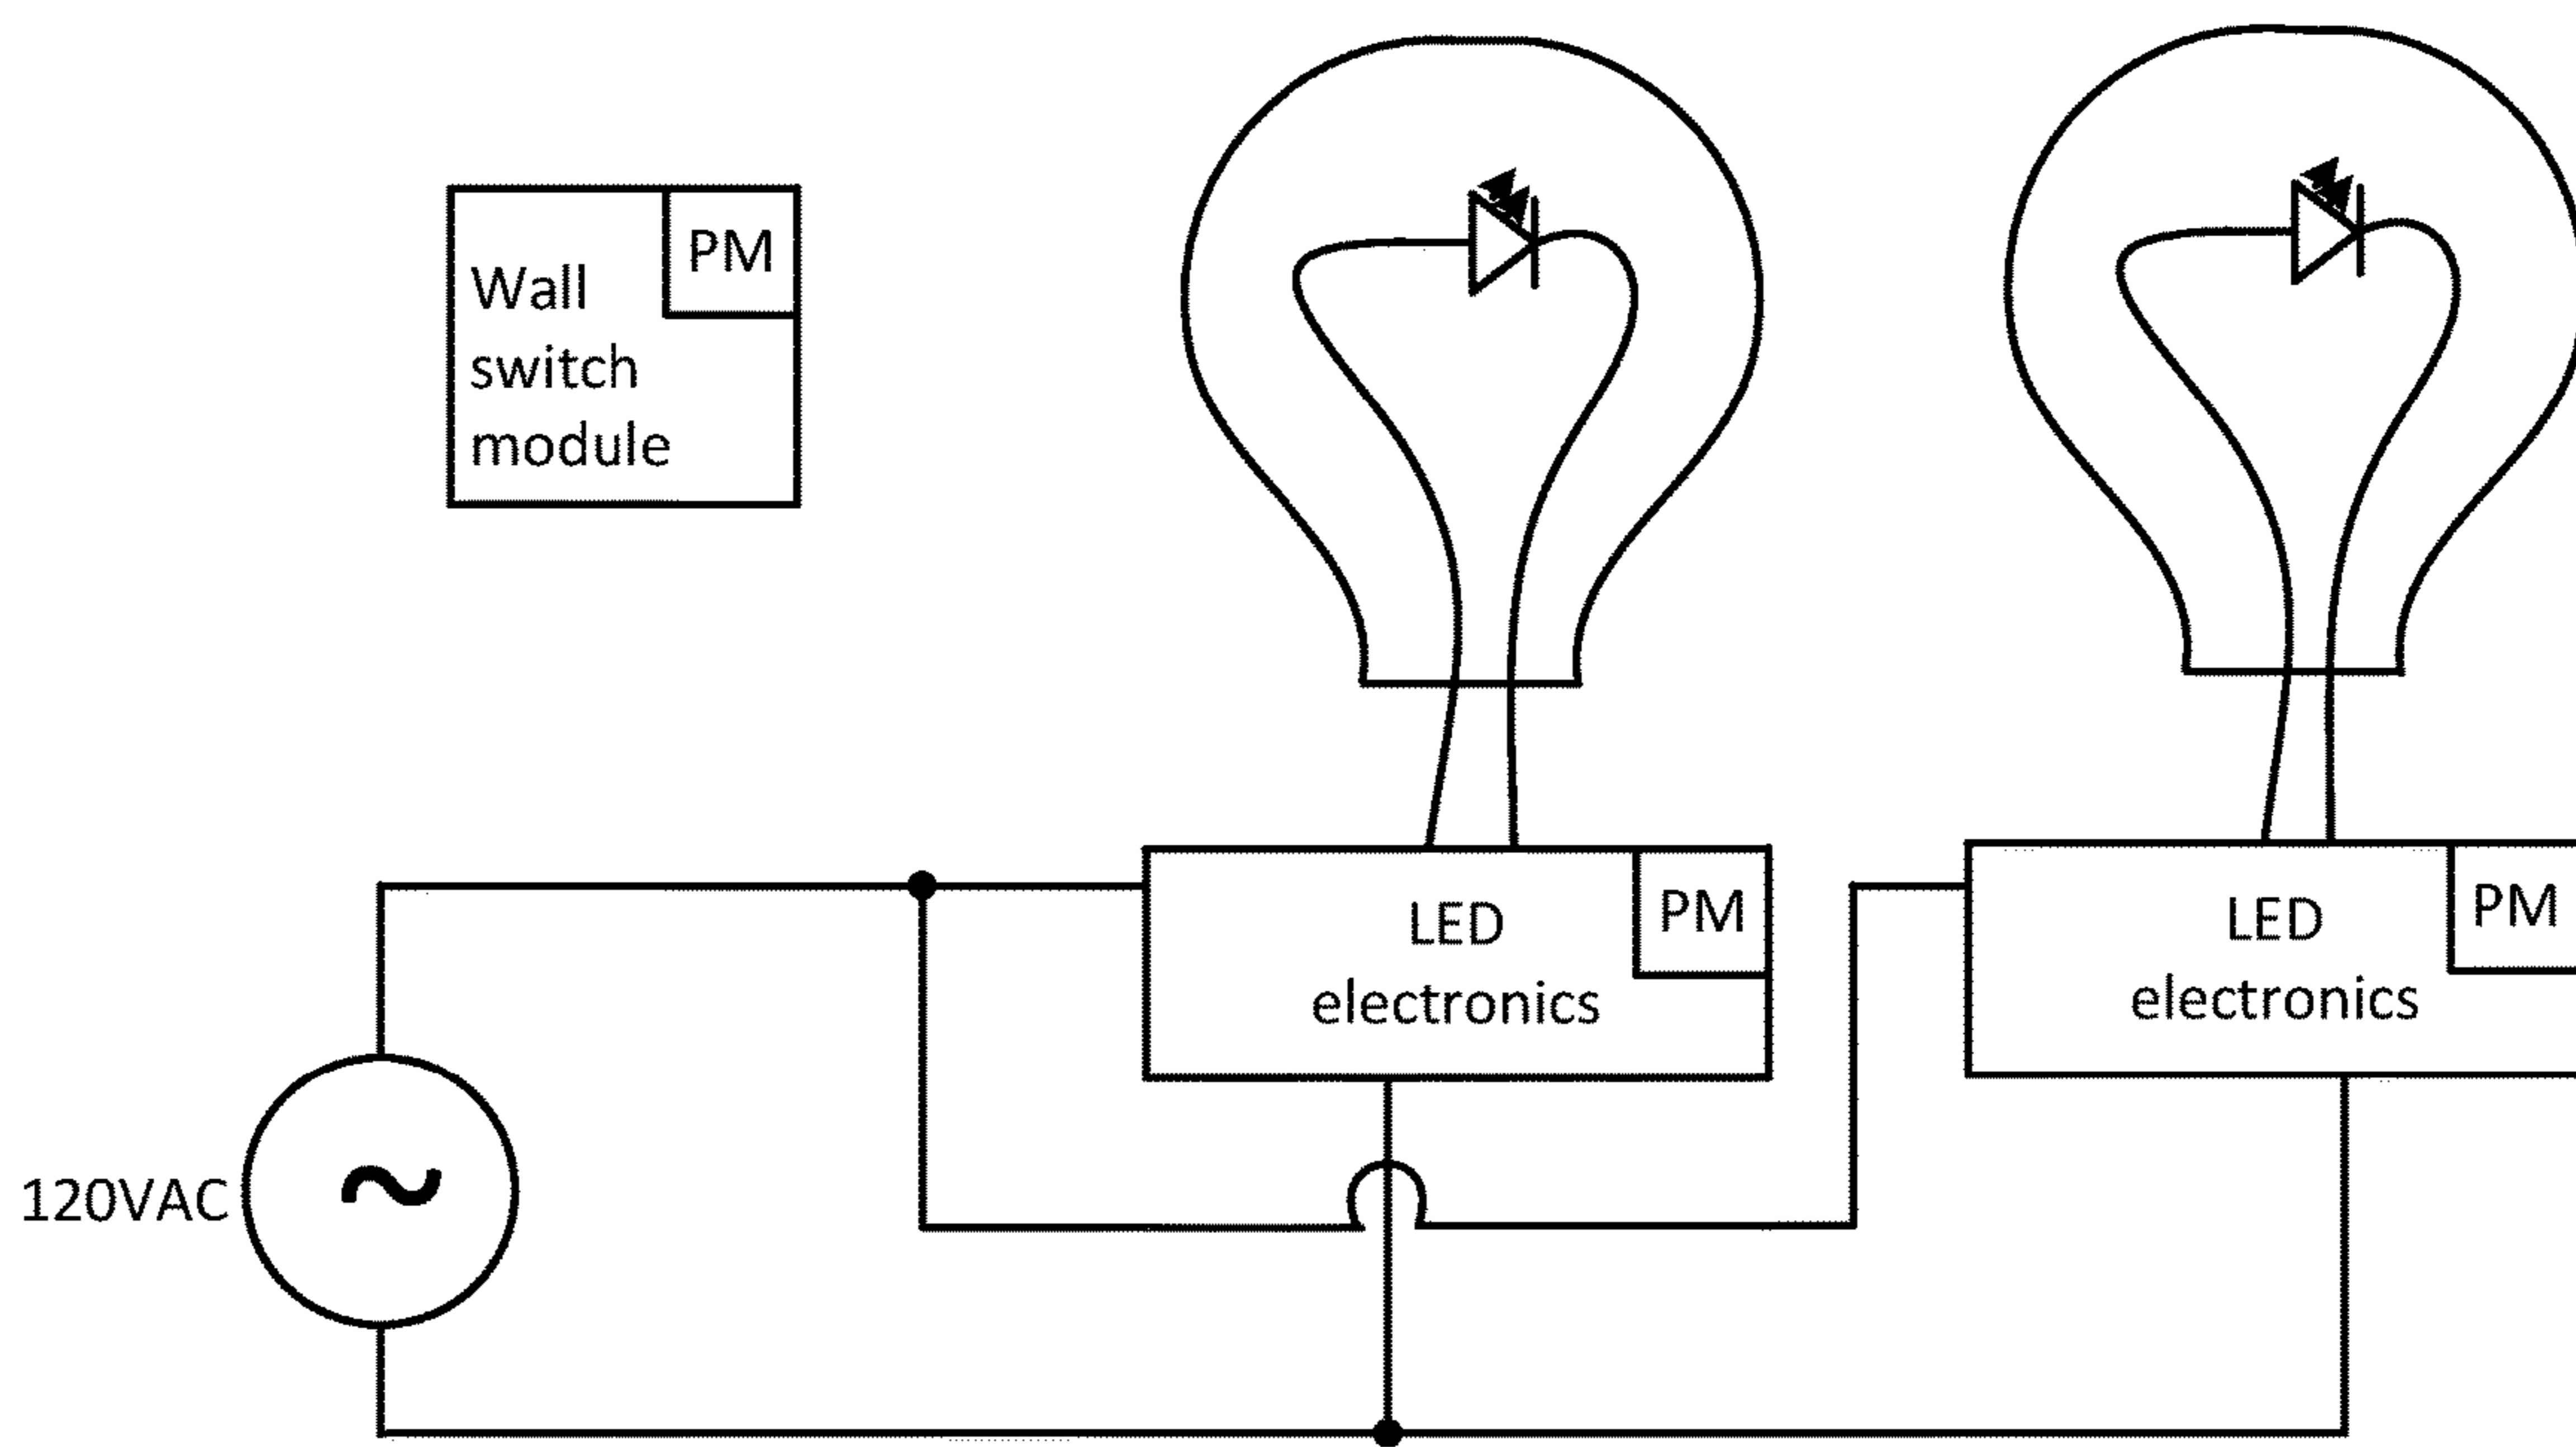 PM
Wall
switch
module
LED
electronics
PM
LED
electronics
PM
120VAC
~